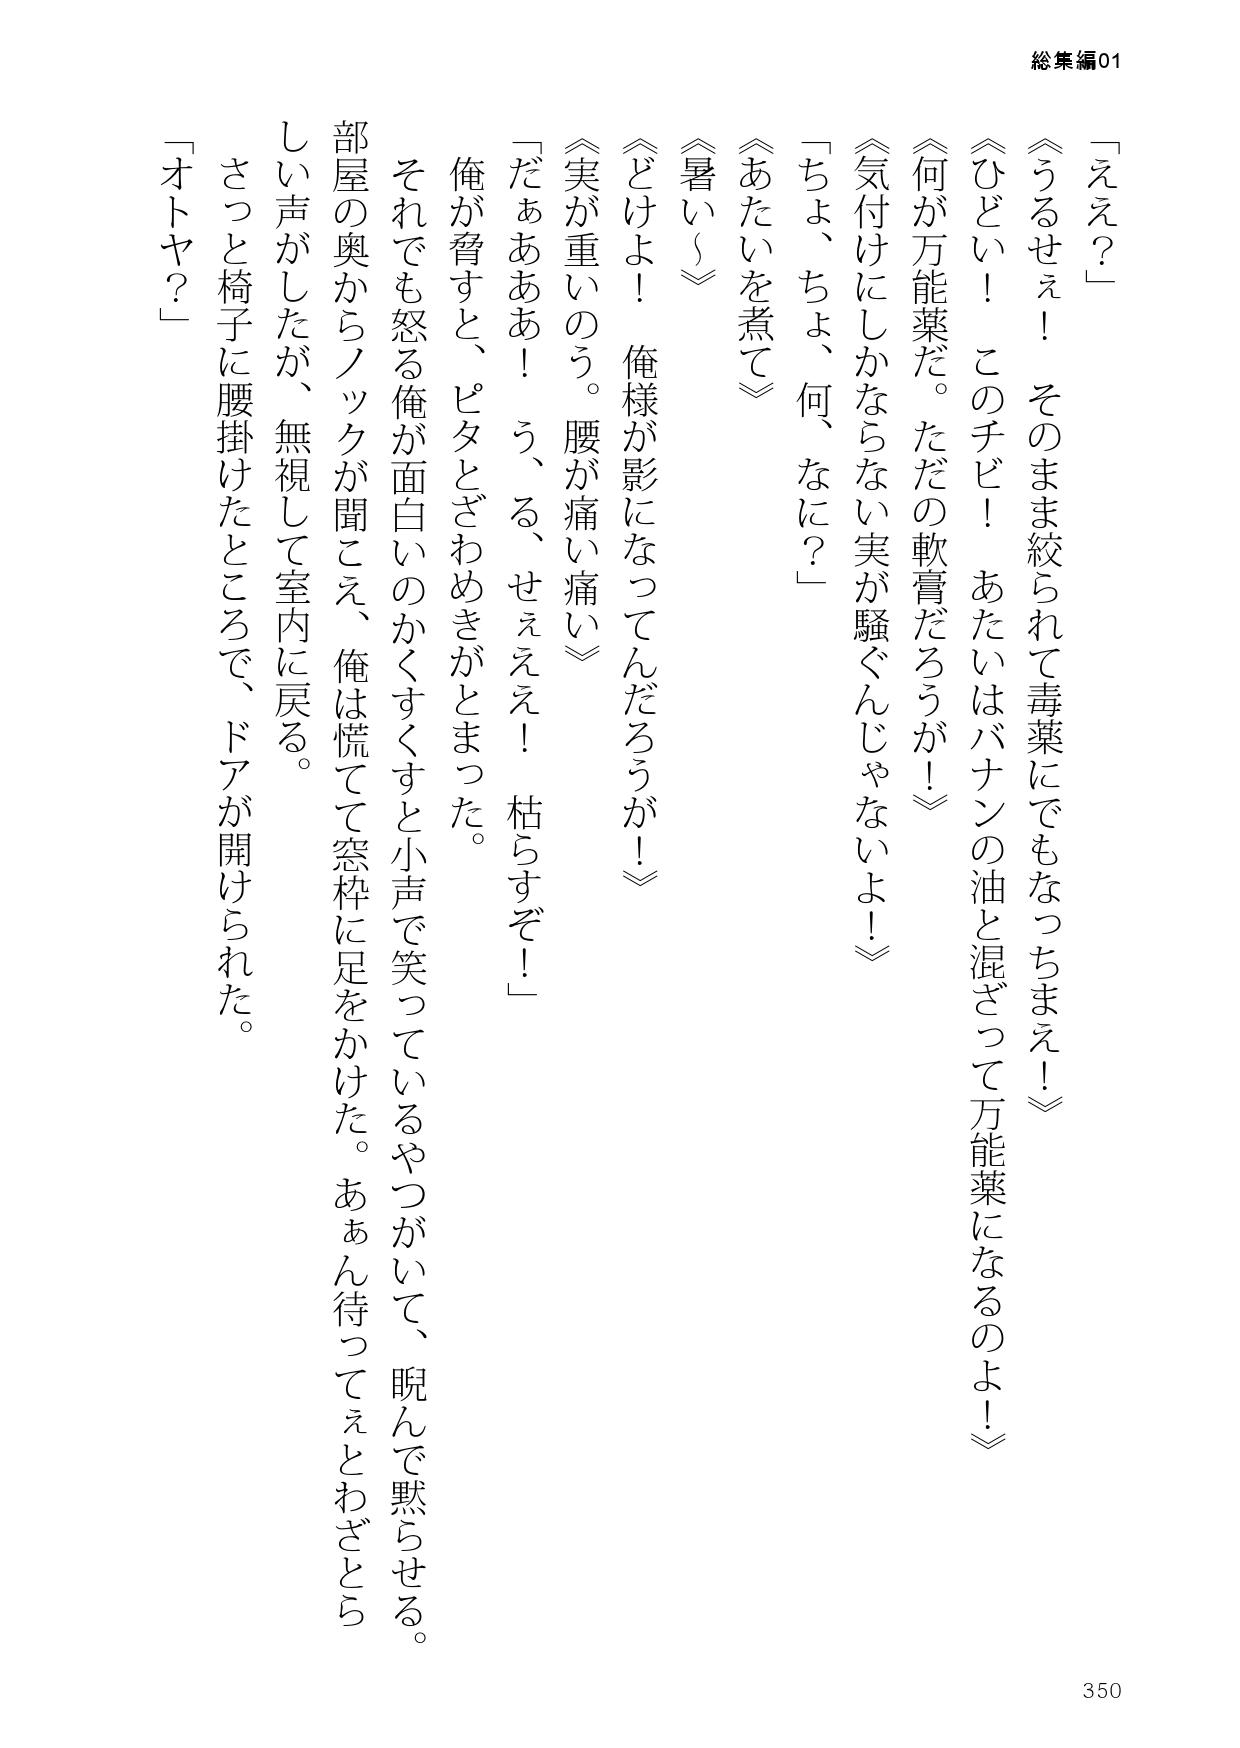 総集編01
「ええ？」
《うるせぇ！　そのまま絞られて毒薬にでもなっちまえ！》
《ひどい！　このチビ！　あたいはバナンの油と混ざって万能薬になるのよ！》
《何が万能薬だ。ただの軟膏だろうが！》
《気付けにしかならない実が騒ぐんじゃないよ！》
「ちょ、ちょ、何、なに？」
《あたいを煮て》
《暑い～》
《どけよ！　俺様が影になってんだろうが！》
《実が重いのう。腰が痛い痛い》
「だぁあああ！　う、る、せぇええ！　枯らすぞ！」
　俺が脅すと、ピタとざわめきがとまった。
　それでも怒る俺が面白いのかくすくすと小声で笑っているやつがいて、睨んで黙らせる。
部屋の奥からノックが聞こえ、俺は慌てて窓枠に足をかけた。あぁん待ってぇとわざとら
しい声がしたが、無視して室内に戻る。
　さっと椅子に腰掛けたところで、ドアが開けられた。
「オトヤ？」
350